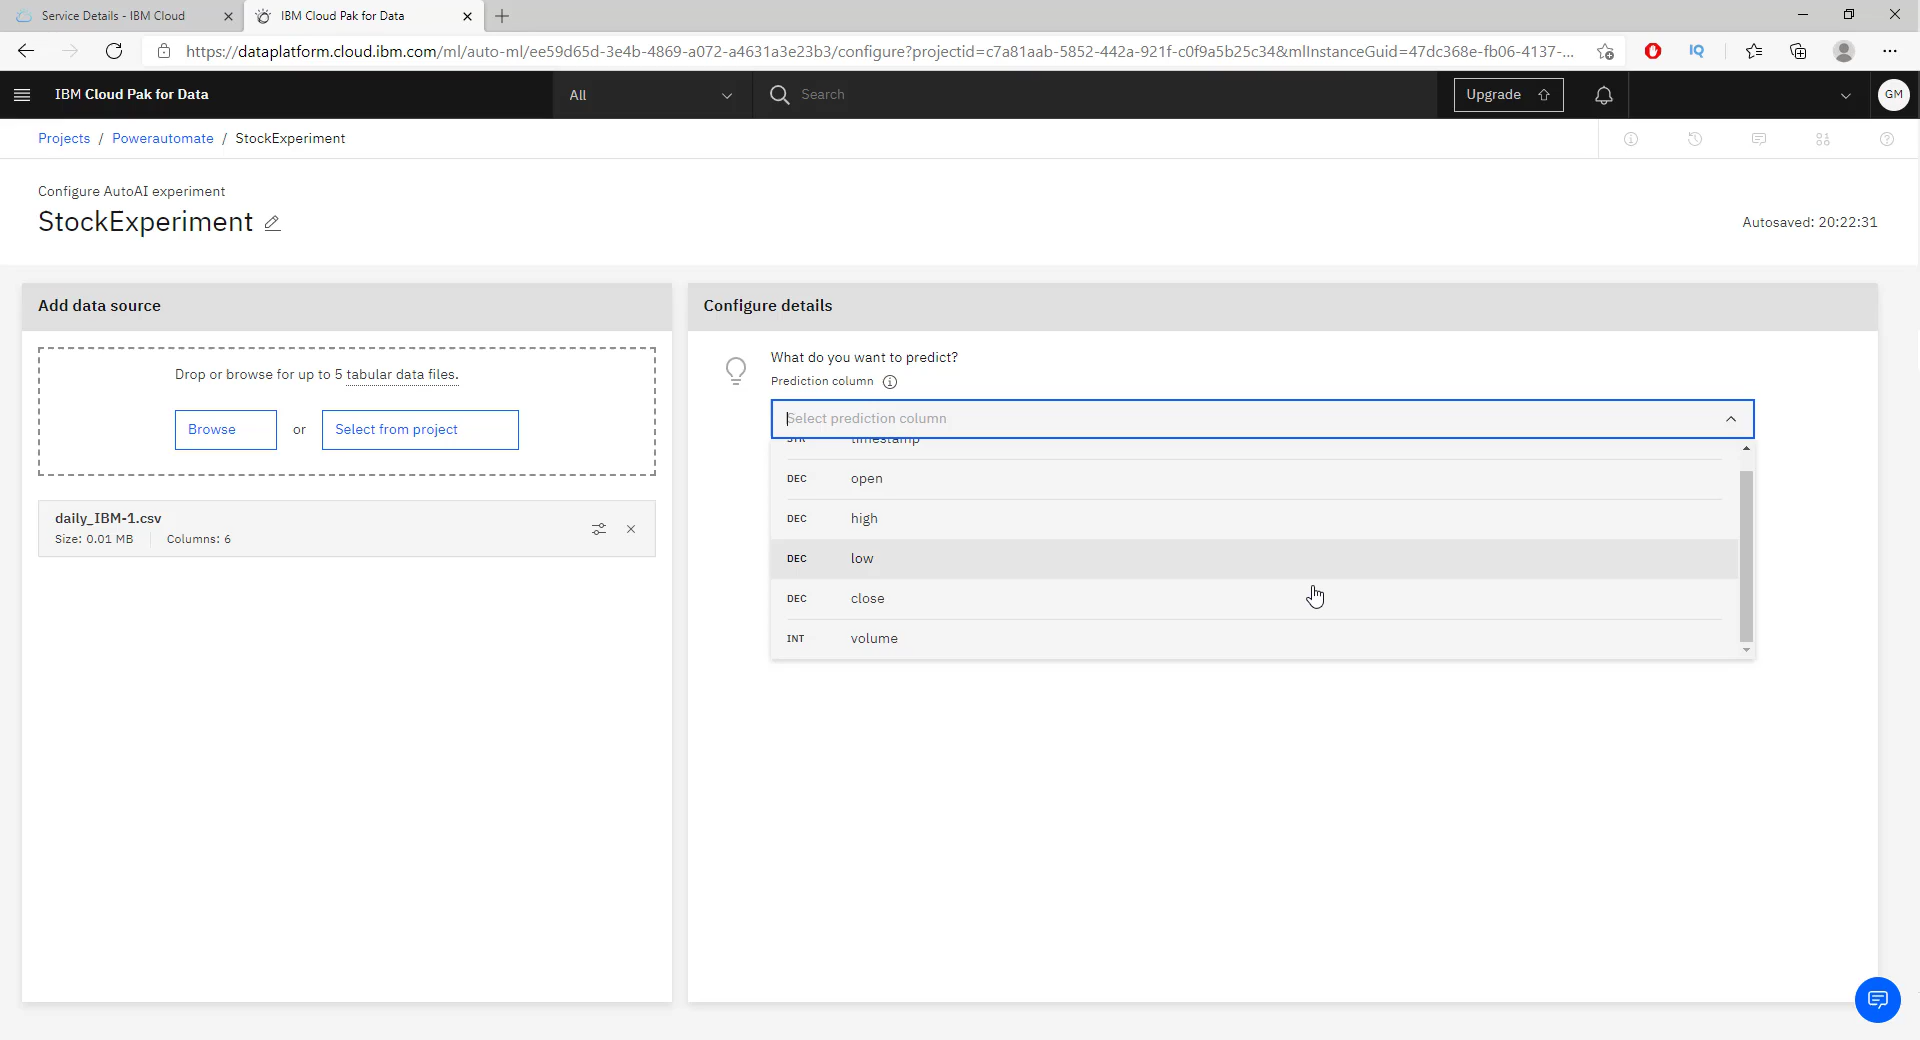 Service Details - IBM Cloud
IBM Cloud Pak for Data
https://dataplatform.cloud.ibm.com/ml/auto-ml/ee59d65d-3e4b-4869-a072-a4631a3e23b3/configure?projectid=c7a81aab-5852-442a-921f-c0f9a5b25c34&mlInstanceGuid=47dc368e-fb06-4137-...
IQ
IBM Cloud Pak for Data
All
Search
Upgrade
GM
Projects / Powerautomate / StockExperiment
Configure AutoAI experiment
StockExperiment
Autosaved: 20:22:31
Add data source
Drop or browse for up to 5 tabular data files.
Browse or Select from project
daily_IBM-1.csv
Size: 0.01 MB Columns: 6
Configure details
What do you want to predict?
Prediction column
Select prediction column
STR timestamp
DEC open
DEC high
DEC low
DEC close
INT volume